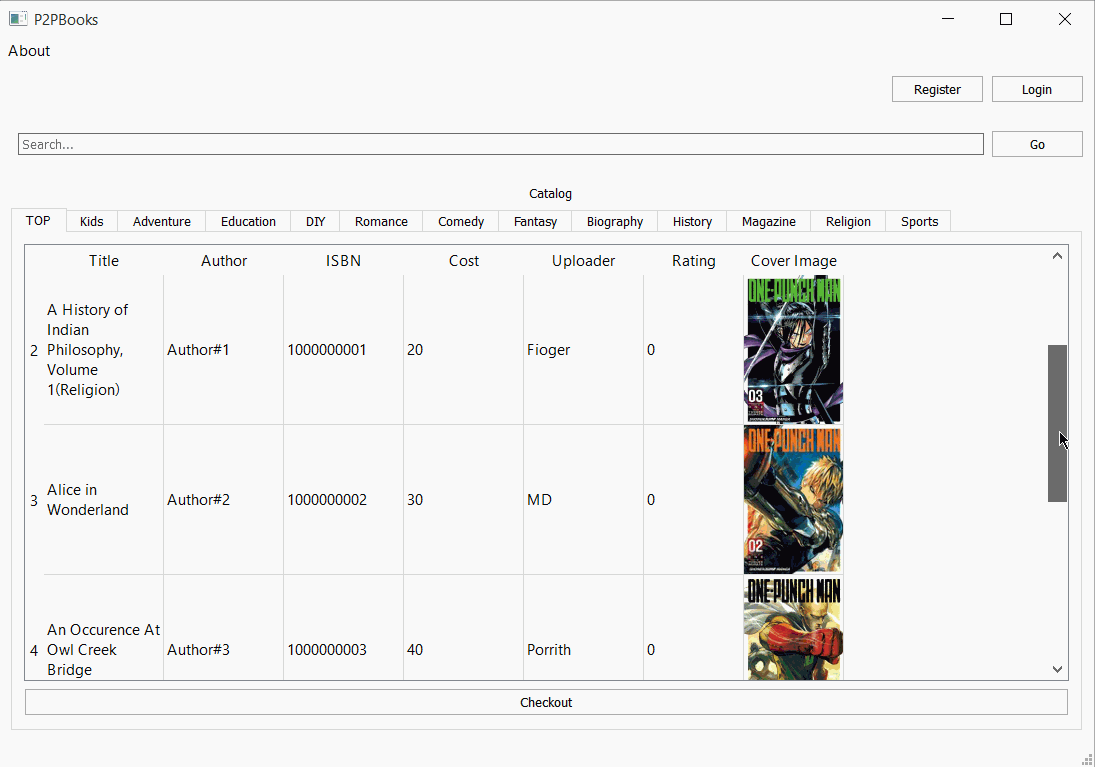 P2PBooks
About
Register Login
Search... Go
Catalog
TOP Kids Adventure Education DIY Romance Comedy Fantasy Biography History Magazine Religion Sports
Title Author ISBN Cost Uploader Rating Cover Image
A History of
Indian
2 Philosophy, Author#1 1000000001 20 Fioger 0
Volume
1(Religion)
ONE-PUNCH MAN
03
3 Alice in
Wonderland Author#2 1000000002 30 MD 0
ONE-PUNCH MAN
02
An Occurence At
4 Owl Creek Author#3 1000000003 40 Porrith 0
Bridge
ONE-PUNCH MAN
Checkout